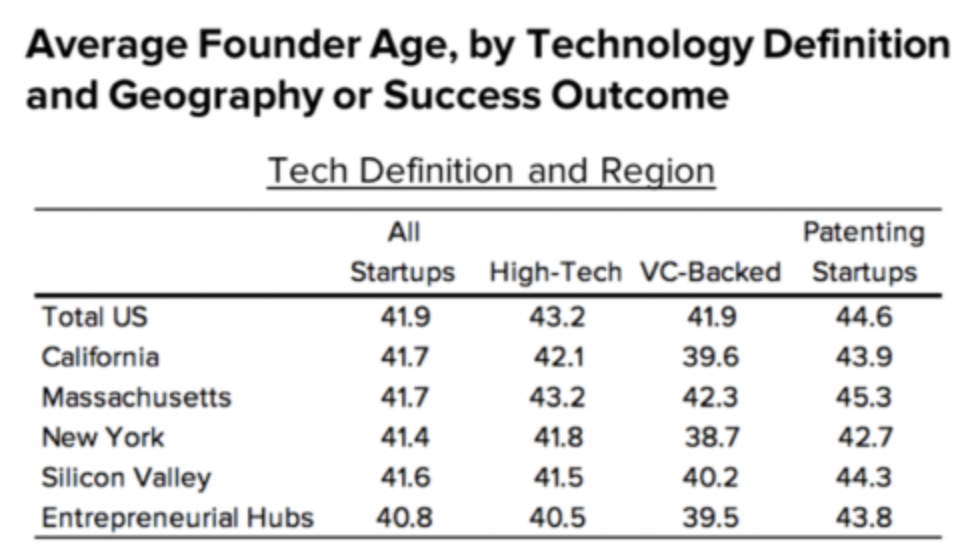 Average Founder Age, by Technology Definition
and Geography or Success Outcome
Tech Definition and Region
All Patenting
Startups High-Tech VC-Backed Startups
Total US 41.9 43.2 41.9 44.6
California 41.7 42.1 39.6 43.9
Massachusetts 41.7 43.2 42.3 45.3
New York 41.4 41.8 38.7 42.7
Silicon Valley 41.6 41.5 40.2 44.3
Entrepreneurial Hubs 40.8 40.5 39.5 43.8